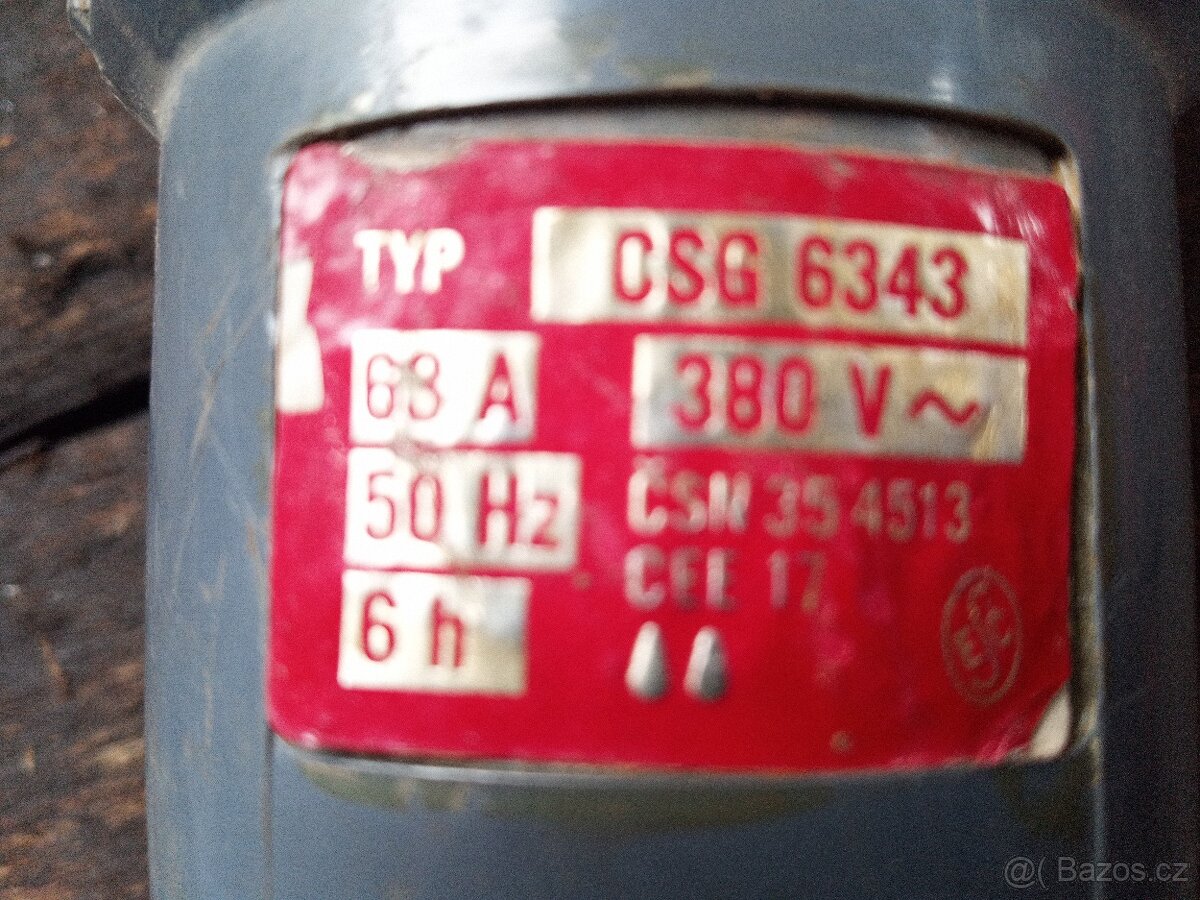 TYP CSG 6343
63 A 380 V ~
50 Hz ČSN 35 4513
CEE 17
6 h
@( Bazos.cz